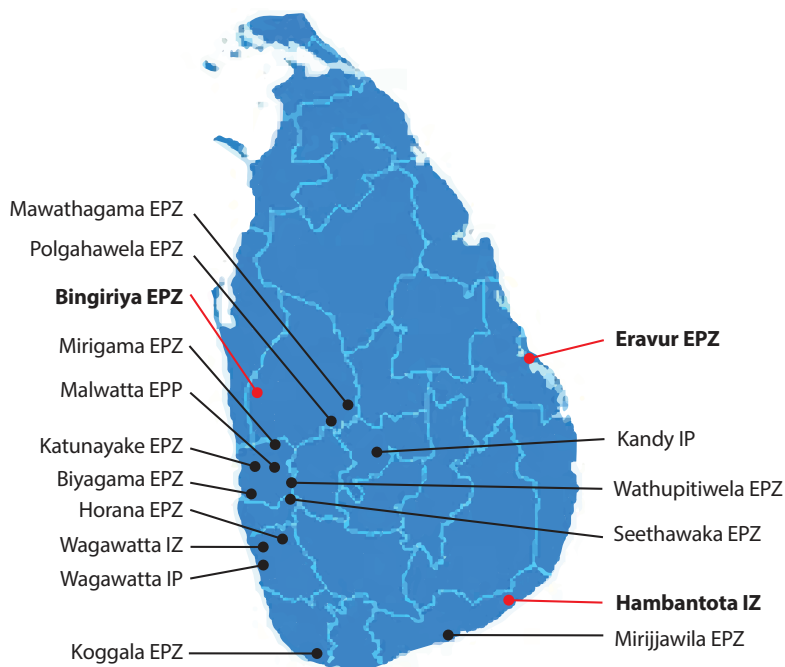 Mawathagama EPZ
Polgahawela EPZ
Bingiriya EPZ
Mirigama EPZ
Malwatta EPP
Katunayake EPZ
Biyagama EPZ
Horana EPZ
Wagawatta IZ
Wagawatta IP
Koggala EPZ
Eravur EPZ
Kandy IP
Wathupitiwela EPZ
Seethawaka EPZ
Hambantota IZ
Mirijjawila EPZ